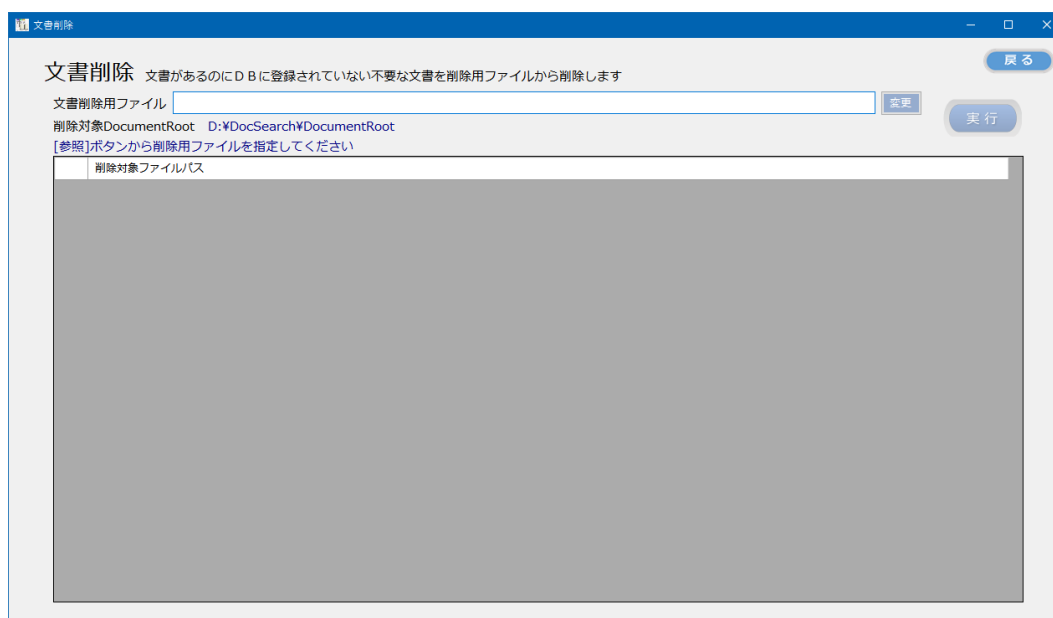 文書削除
戻る
文書削除 文書があるのにＤＢに登録されていない不要な文書を削除用ファイルから削除します
文書削除用ファイル 変更
実行
削除対象DocumentRoot D:¥DocSearch¥DocumentRoot
[参照]ボタンから削除用ファイルを指定してください
削除対象ファイルパス